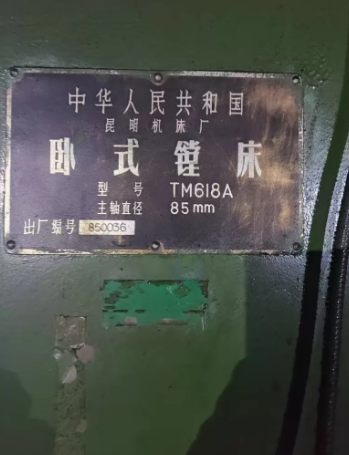 中华人民共和国
昆明机床厂
卧式镗床
型号 TM618A
主轴直径 85mm
出厂编号 850036